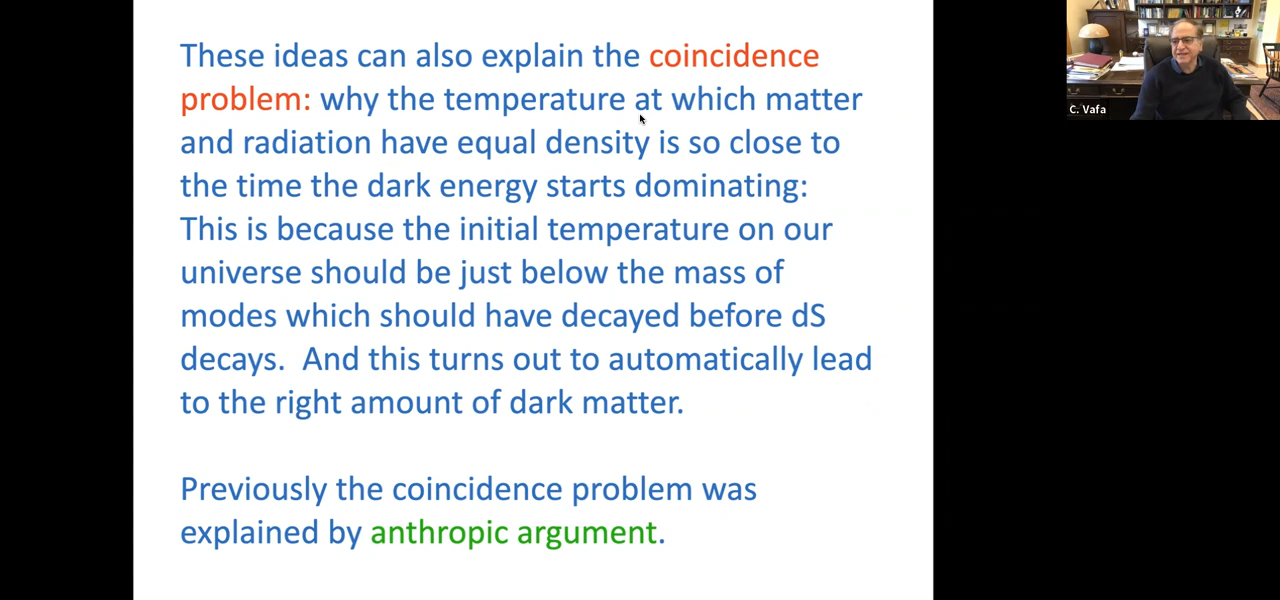 These ideas can also explain the coincidence
problem: why the temperature at which matter
and radiation have equal density is so close to
the time the dark energy starts dominating:
This is because the initial temperature on our
universe should be just below the mass of
modes which should have decayed before dS
decays.  And this turns out to automatically lead
to the right amount of dark matter.
Previously the coincidence problem was
explained by anthropic argument.
C. Vafa